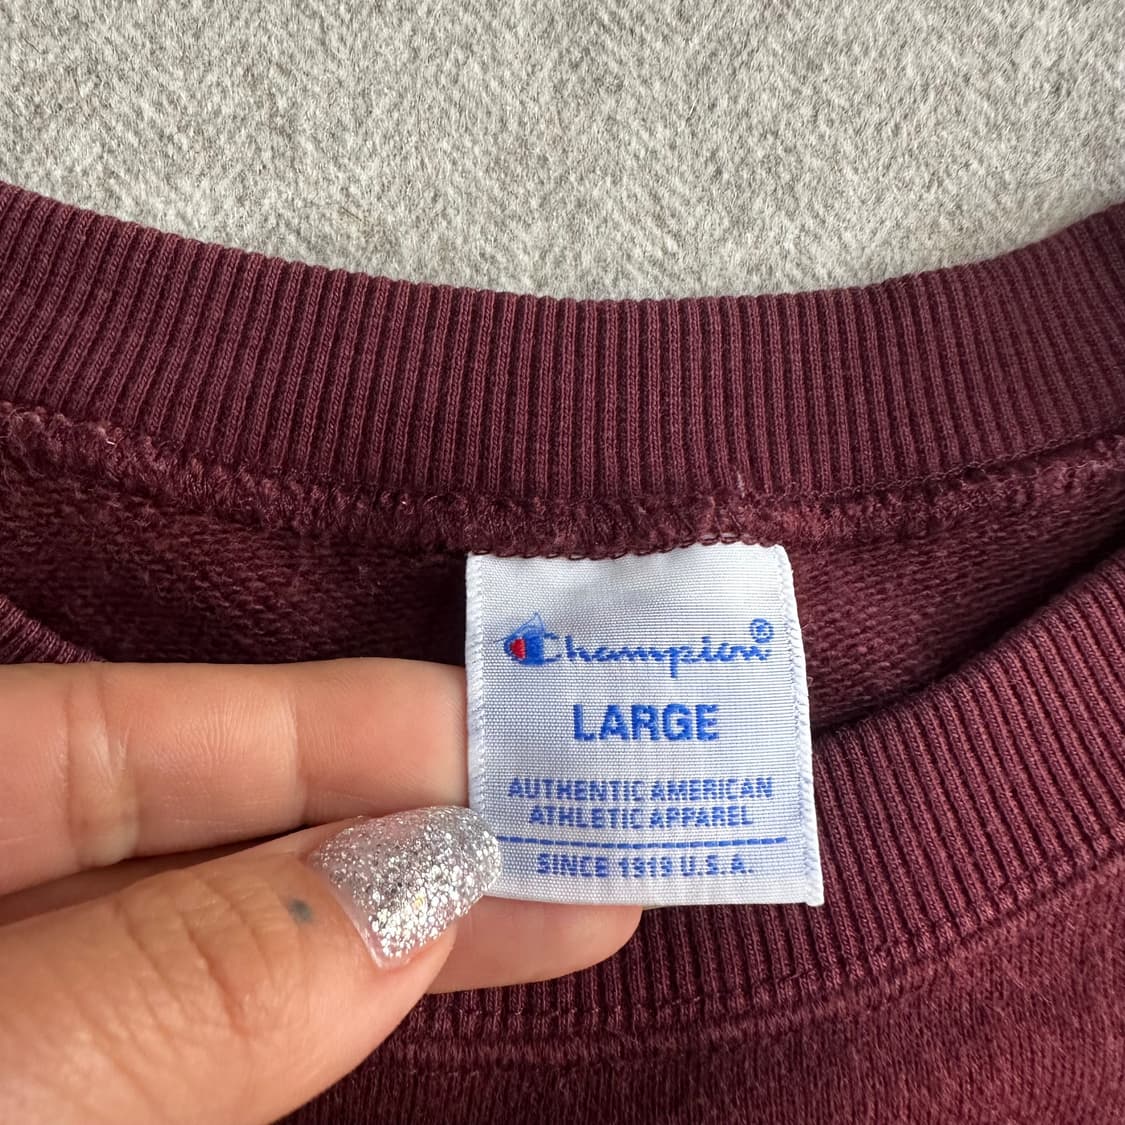 Champion®
LARGE
AUTHENTIC AMERICAN
ATHLETIC APPAREL
SINCE 1919 U.S.A.